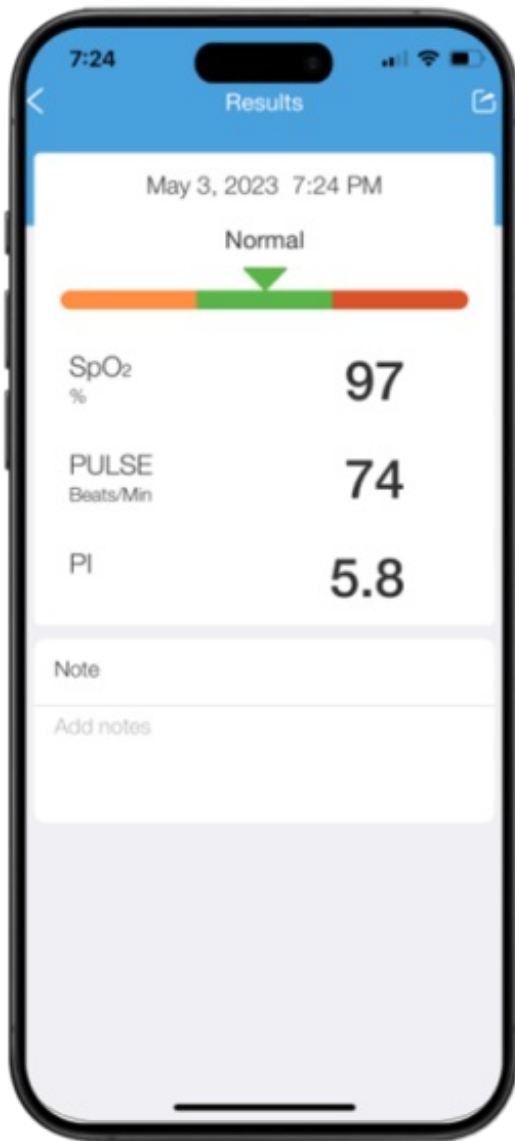 7:24
Results
May 3, 2023 7:24 PM
Normal
SpO₂
%
97
PULSE
Beats/Min
74
PI
5.8
Note
Add notes